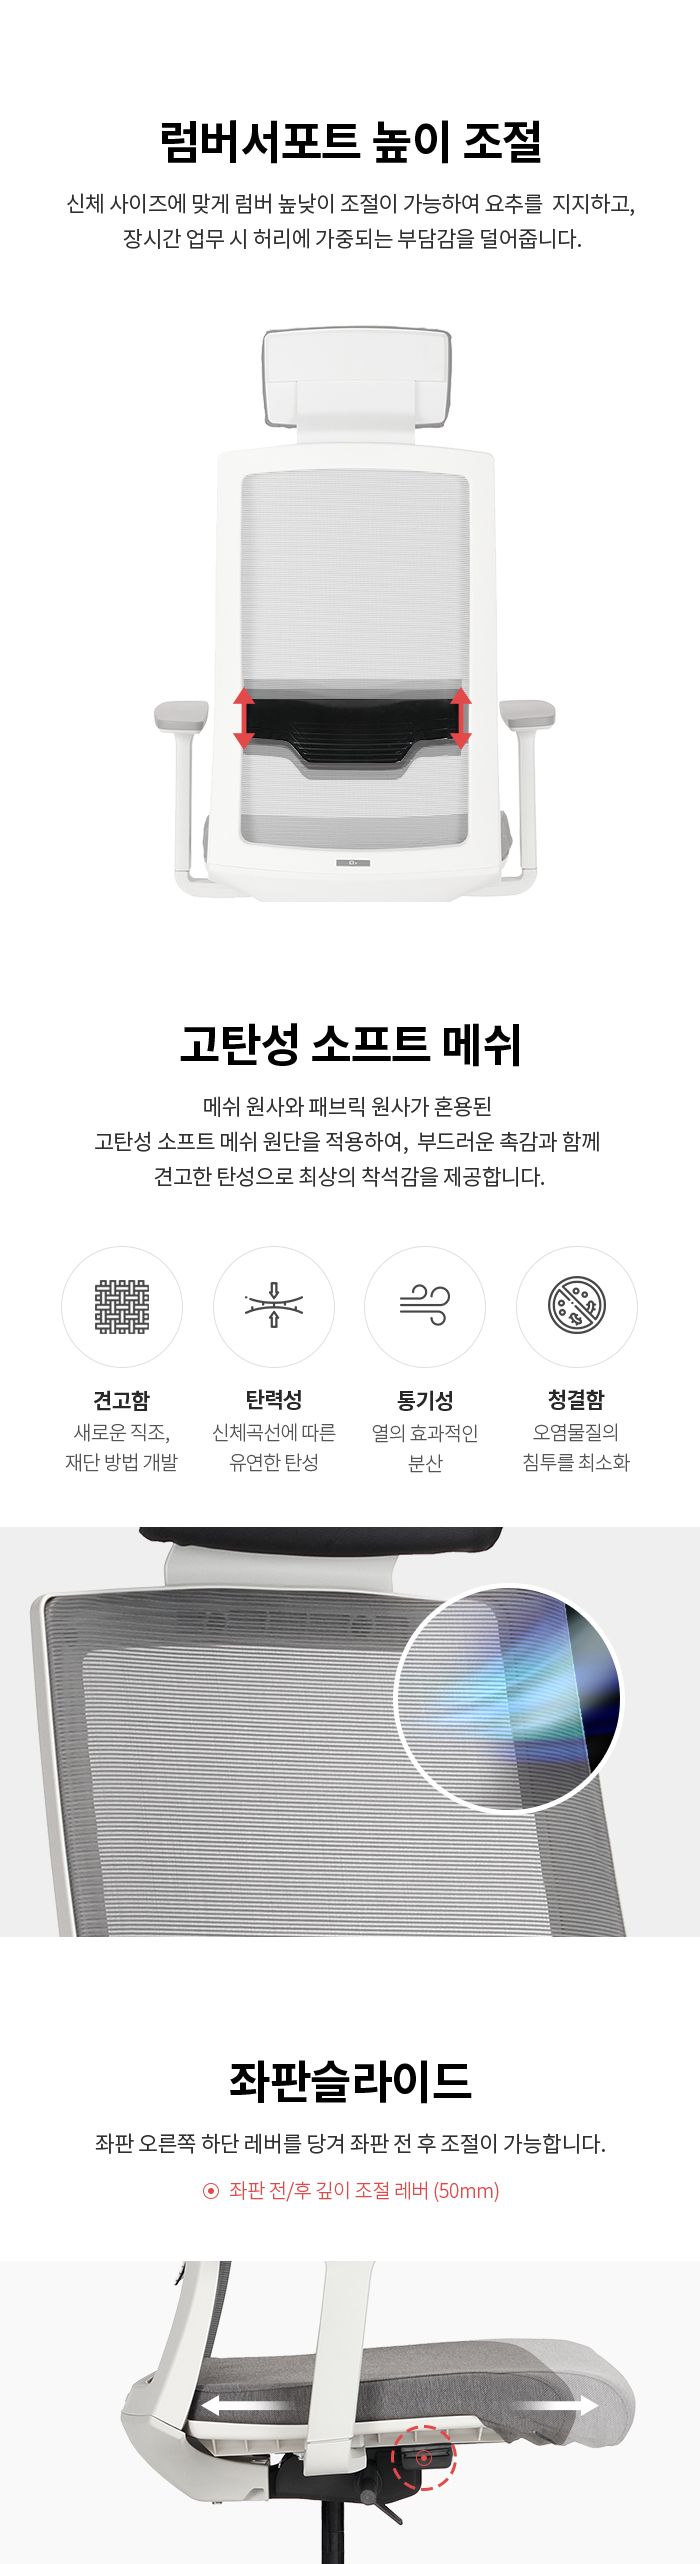 럼버서포트 높이 조절
신체 사이즈에 맞게 럼버 높낮이 조절이 가능하여 요추를 지지하고,
장시간 업무 시 허리에 가중되는 부담감을 덜어줍니다.
고탄성 소프트 메쉬
메쉬 원사와 패브릭 원사가 혼용된
고탄성 소프트 메쉬 원단을 적용하여, 부드러운 촉감과 함께
견고한 탄성으로 최상의 착석감을 제공합니다.
견고함
새로운 직조,
재단 방법 개발
탄력성
신체곡선에 따른
유연한 탄성
통기성
열의 효과적인
분산
청결함
오염물질의
침투를 최소화
좌판슬라이드
좌판 오른쪽 하단 레버를 당겨 좌판 전 후 조절이 가능합니다.
좌판 전/후 깊이 조절 레버 (50mm)